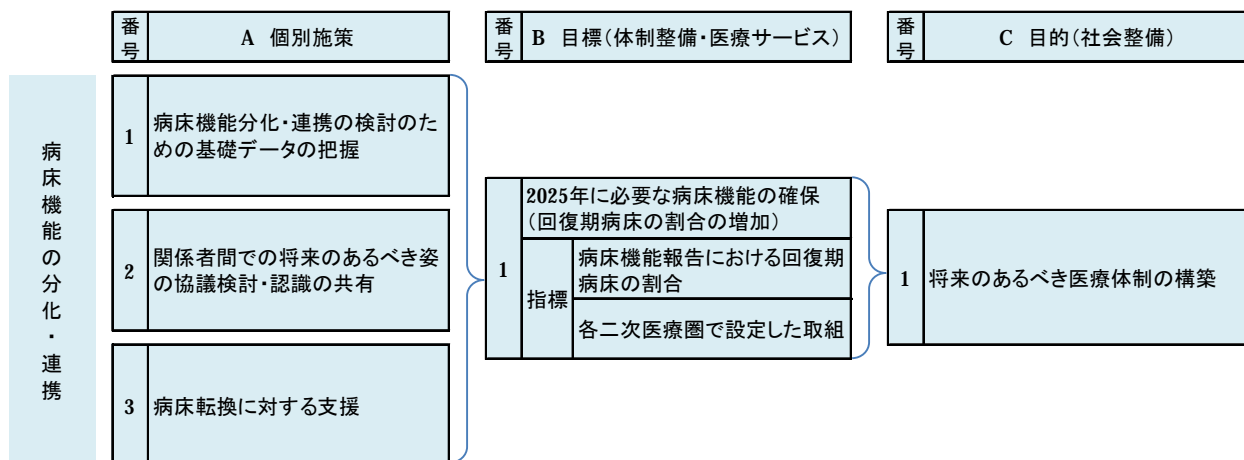 番号
A 個別施策
番号
B 目標(体制整備・医療サービス)
番号
C 目的(社会整備)
病床機能の分化・連携
1
病床機能分化・連携の検討のた
めの基礎データの把握
2
関係者間での将来のあるべき姿
の協議検討・認識の共有
3
病床転換に対する支援
1
2025年に必要な病床機能の確保
(回復期病床の割合の増加)
指標
病床機能報告における回復期
病床の割合
各二次医療圏で設定した取組
1
将来のあるべき医療体制の構築